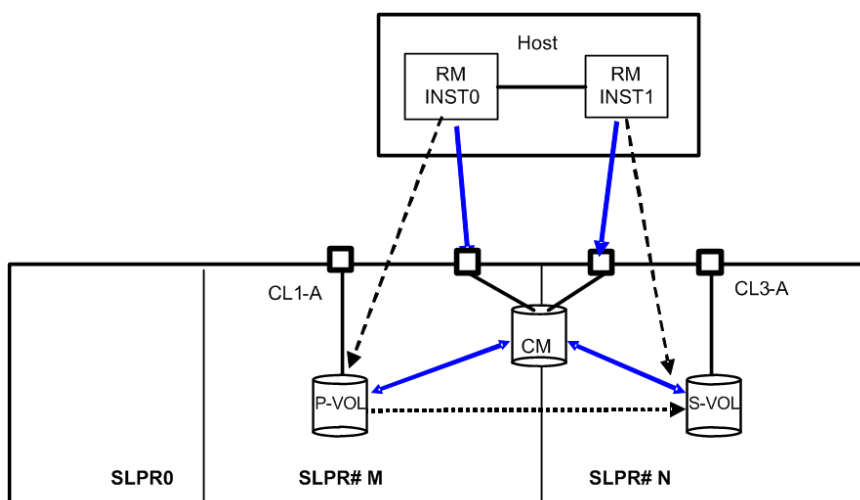 Host
RM
INST0
RM
INST1
CL1-A
CL3-A
CM
P-VOL
S-VOL
SLPR0
SLPR# M
SLPR# N